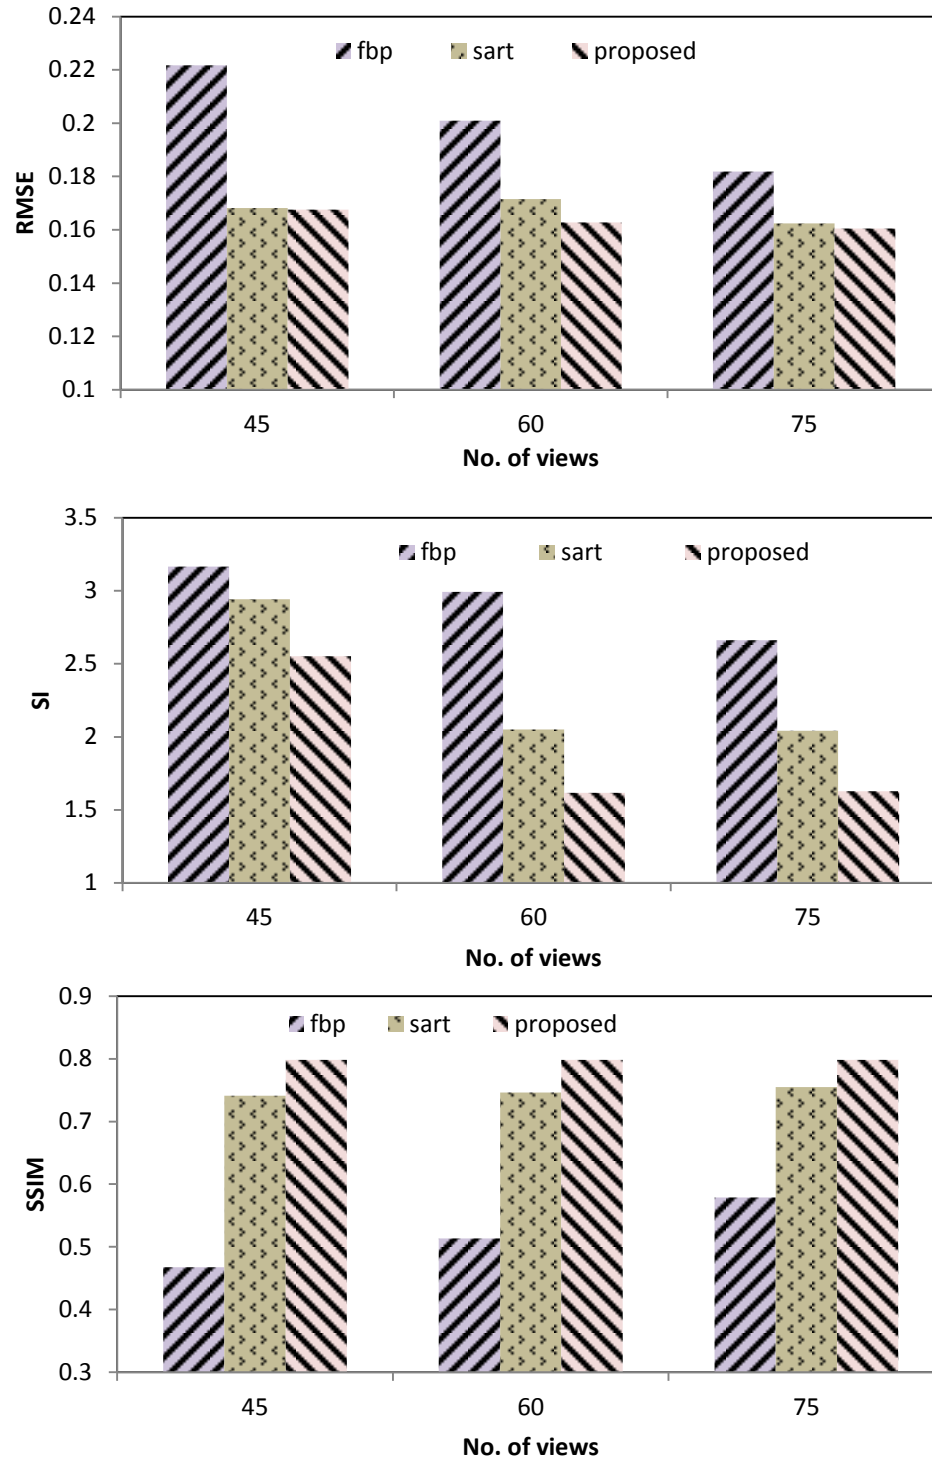 0.24
fbp sart proposed
0.22
0.2
0.18
0.16
0.14
0.12
0.1
RMSE
45 60 75
No. of views
3.5
fbp sart proposed
3
2.5
2
1.5
1
SI
45 60 75
No. of views
0.9
fbp sart proposed
0.8
0.7
0.6
0.5
0.4
0.3
SSIM
45 60 75
No. of views